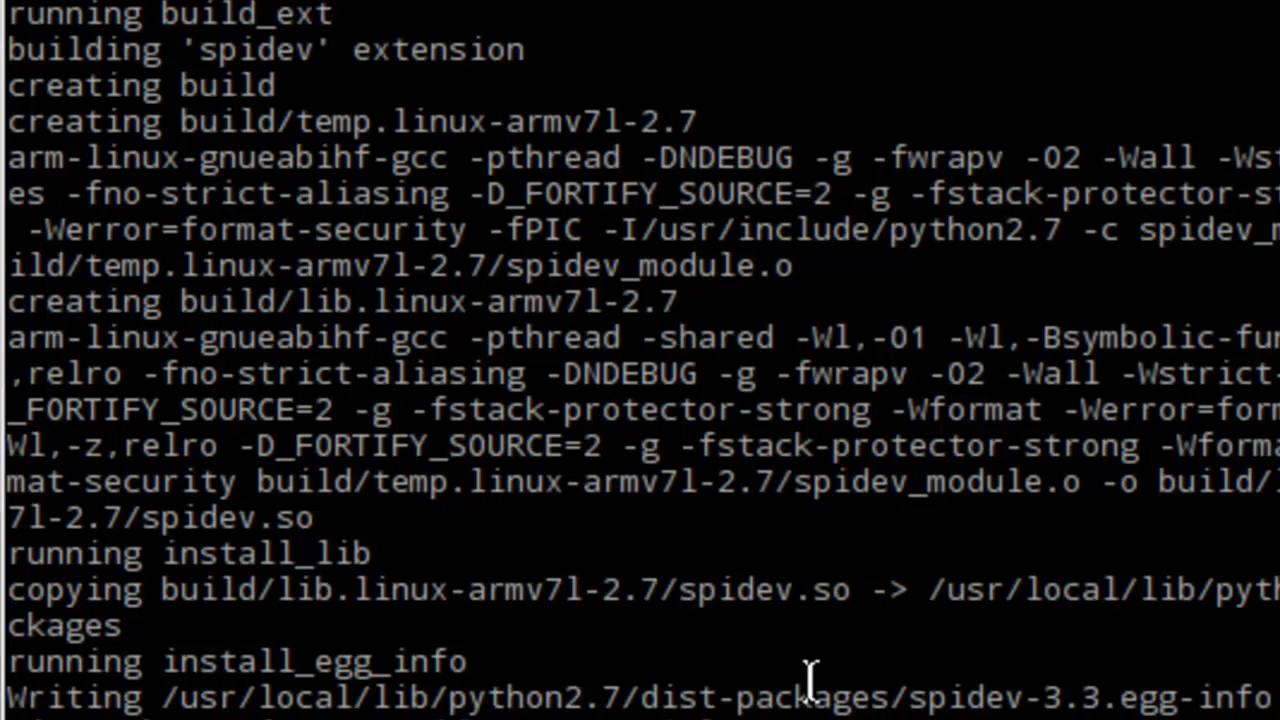 running build_ext
building 'spidev' extension
creating build
creating build/temp.linux-armv7l-2.7
arm-linux-gnueabihf-gcc -pthread -DNDEBUG -g -fwrapv -O2 -Wall -Wst
es -fno-strict-aliasing -D_FORTIFY_SOURCE=2 -g -fstack-protector-st
-Werror=format-security -fPIC -I/usr/include/python2.7 -c spidev_m
ild/temp.linux-armv7l-2.7/spidev_module.o
creating build/lib.linux-armv7l-2.7
arm-linux-gnueabihf-gcc -pthread -shared -Wl,-O1 -Wl,-Bsymbolic-fun
,relro -fno-strict-aliasing -DNDEBUG -g -fwrapv -O2 -Wall -Wstrict-
_FORTIFY_SOURCE=2 -g -fstack-protector-strong -Wformat -Werror=form
Wl,-z,relro -D_FORTIFY_SOURCE=2 -g -fstack-protector-strong -Wforma
mat-security build/temp.linux-armv7l-2.7/spidev_module.o -o build/l
7l-2.7/spidev.so
running install_lib
copying build/lib.linux-armv7l-2.7/spidev.so -> /usr/local/lib/pyth
ckages
running install_egg_info
Writing /usr/local/lib/python2.7/dist-packages/spidev-3.3.egg-info